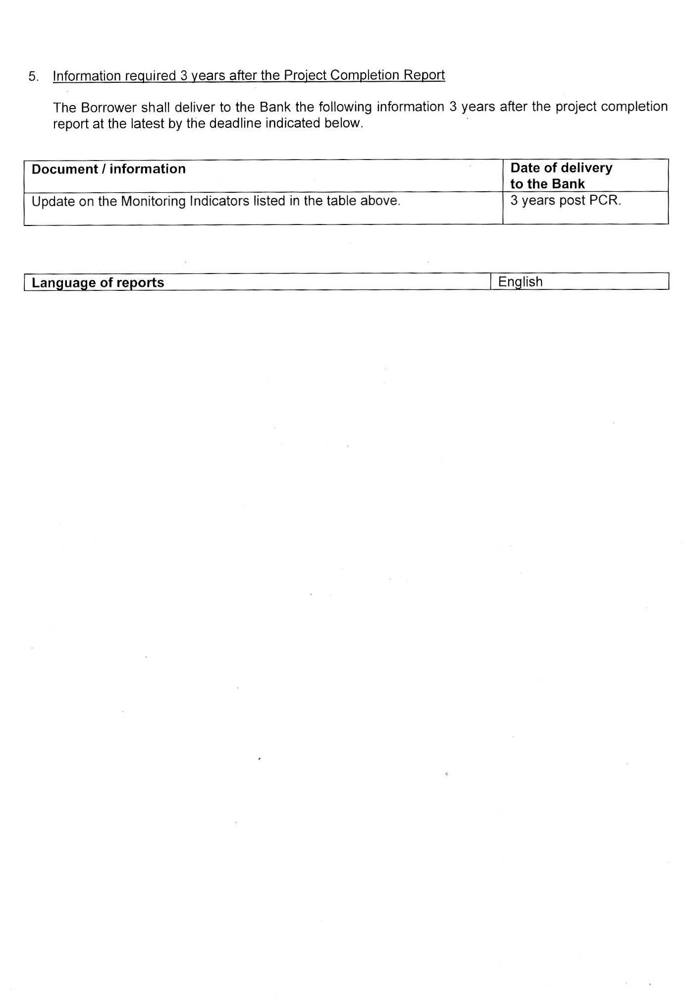 5. Information required 3 years after the Project Completion Report
The Borrower shall deliver to the Bank the following information 3 years after the project completion
report at the latest by the deadline indicated below.
Document / information
Date of delivery
to the Bank
Update on the Monitoring Indicators listed in the table above.
3 years post PCR.
Language of reports
English